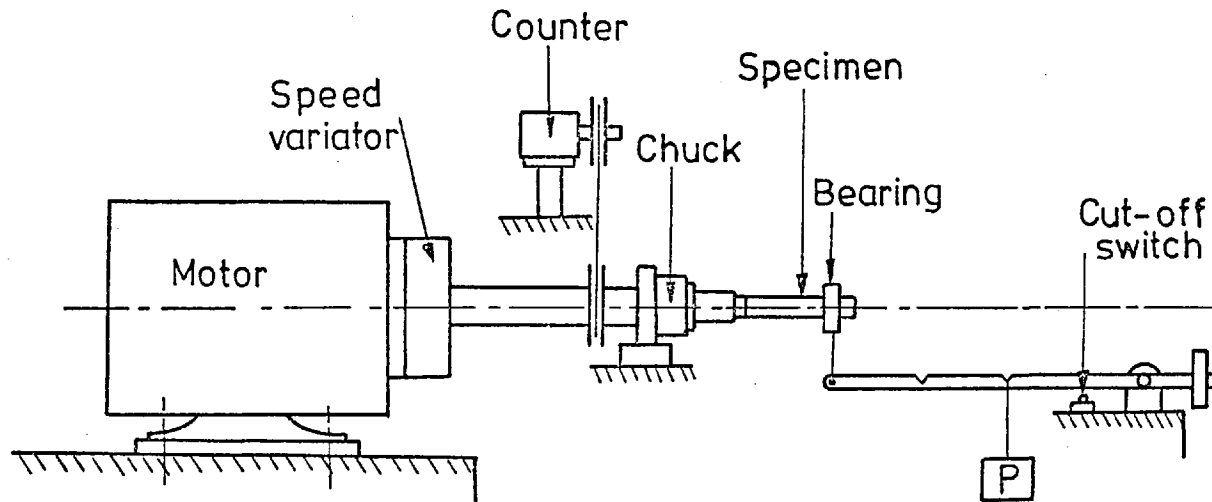 Counter
Specimen
Speed
variator
Chuck
Bearing
Cut-off
switch
Motor
P